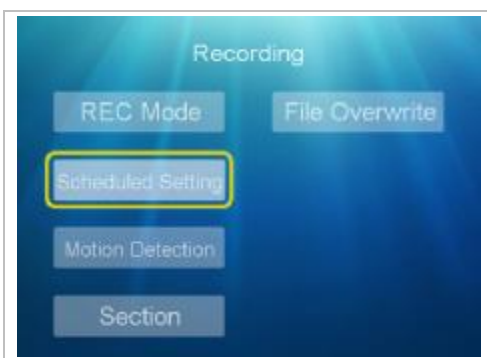 Recording
REC Mode
File Overwrite
Scheduled Setting
Motion Detection
Section